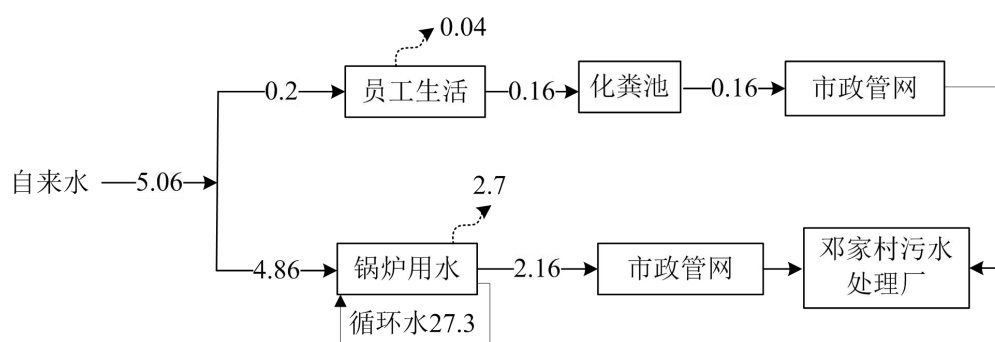 0.04
0.2
员工生活
0.16
化粪池
0.16
市政管网
自来水
5.06
2.7
4.86
锅炉用水
2.16
市政管网
邓家村污水
处理厂
循环水27.3